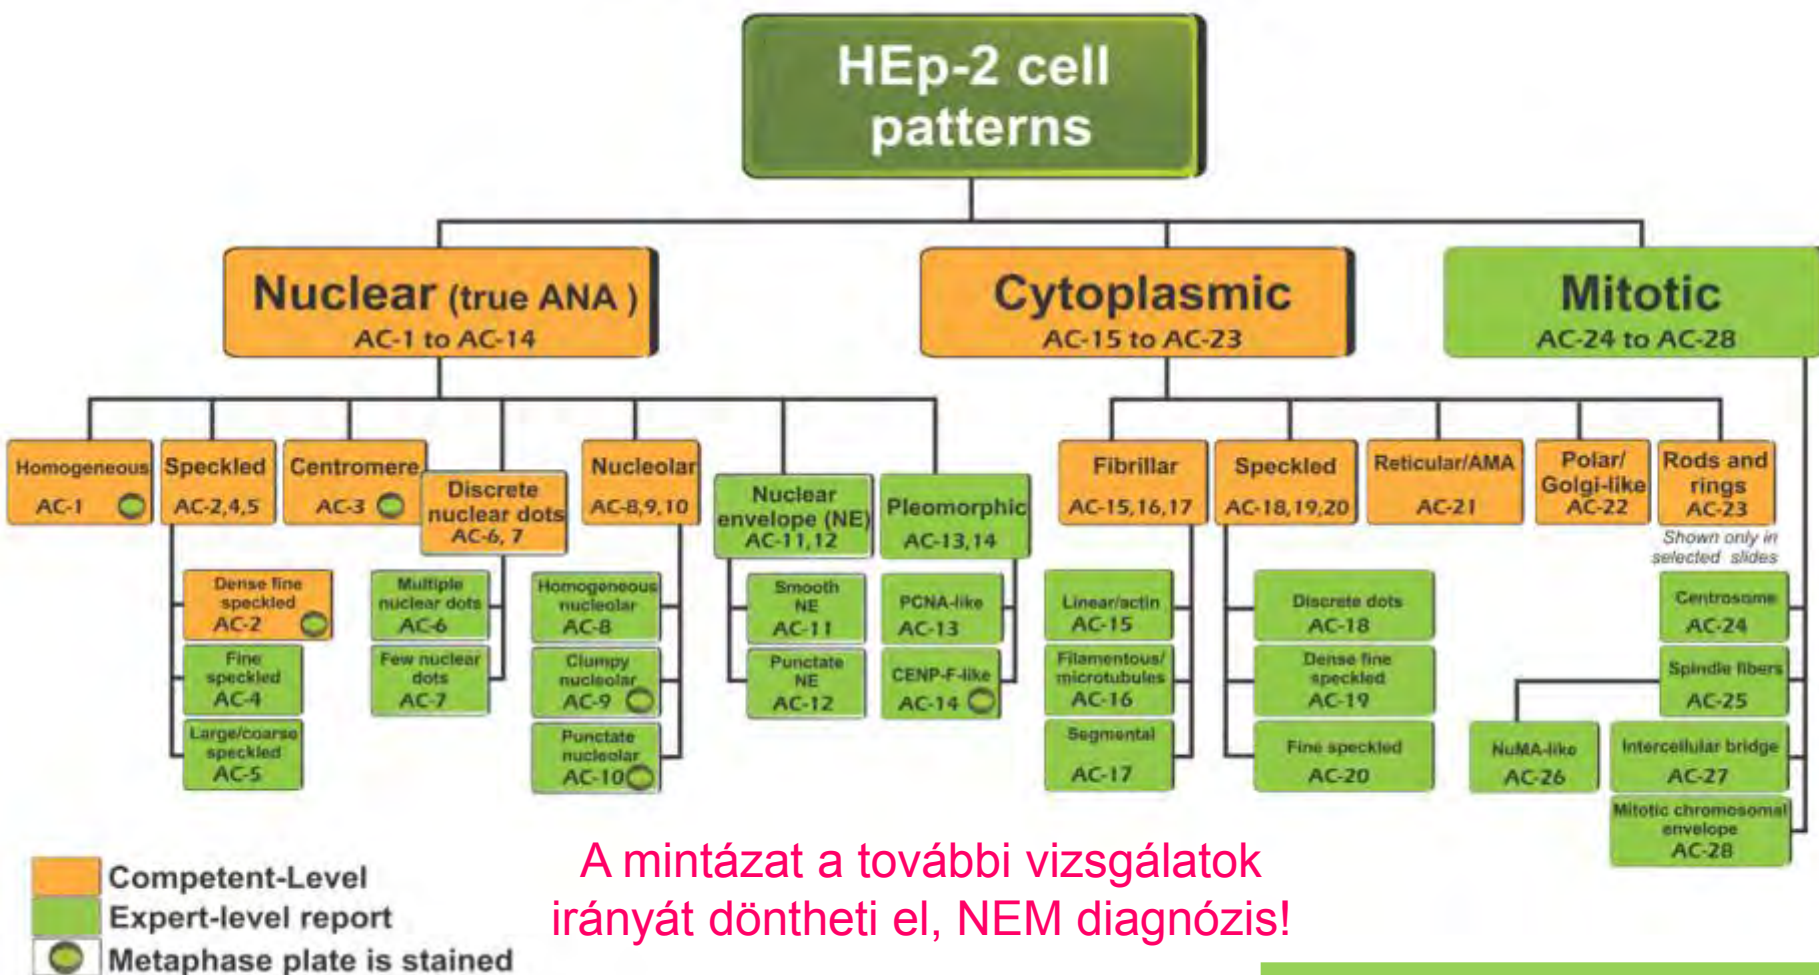 HEp-2 cell
patterns
Nuclear (true ANA )
AC-1 to AC-14
Cytoplasmic
AC-15 to AC-23
Mitotic
AC-24 to AC-28
Homogeneous
AC-1
Speckled
AC-2,4,5
Centromere
AC-3
Discrete
nuclear dots
AC-6, 7
Nucleolar
AC-8,9,10
Nuclear
envelope (NE)
AC-11,12
Pleomorphic
AC-13,14
Fibrillar
AC-15,16,17
Speckled
AC-18,19,20
Reticular/AMA
AC-21
Polar/
Golgi-like
AC-22
Rods and
rings
AC-23
Shown only in
selected slides
Dense fine
speckled
AC-2
Fine
speckled
AC-4
Large/coarse
speckled
AC-5
Multiple
nuclear dots
AC-6
Few nuclear
dots
AC-7
Homogeneous
nucleolar
AC-8
Clumpy
nucleolar
AC-9
Punctate
nucleolar
AC-10
Smooth
NE
AC-11
Punctate
NE
AC-12
PCNA-like
AC-13
CENP-F-like
AC-14
Linear/actin
AC-15
Filamentous/
microtubules
AC-16
Segmental
AC-17
Discrete dots
AC-18
Dense fine
speckled
AC-19
Fine speckled
AC-20
Centrosome
AC-24
Spindle fibers
AC-25
NuMA-like
AC-26
Intercellular bridge
AC-27
Mitotic chromosomal
envelope
AC-28
Competent-Level
Expert-level report
Metaphase plate is stained
A mintázat a további vizsgálatok
irányát döntheti el, NEM diagnózis!